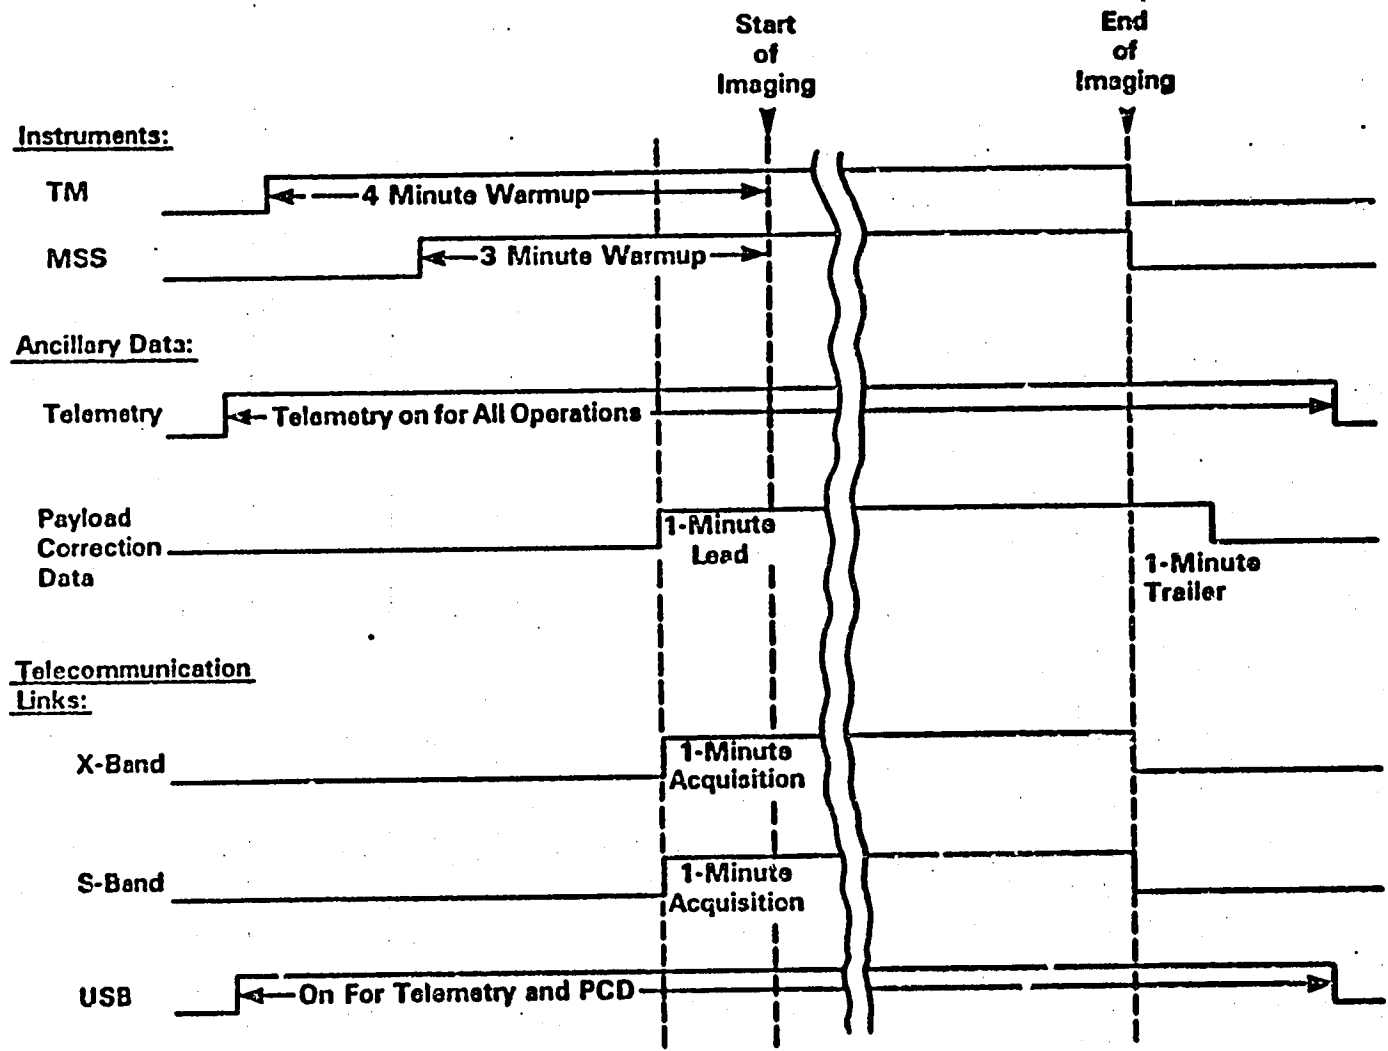 Start
of
Imaging
End
of
Imaging
Instruments:
TM
4 Minute Warmup
MSS
3 Minute Warmup
Ancillary Data:
Telemetry
Telemetry on for All Operations
Payload
Correction
Data
1-Minute
Lead
1-Minute
Trailer
Telecommunication
Links:
X-Band
1-Minute
Acquisition
S-Band
1-Minute
Acquisition
USB
On For Telemetry and PCD